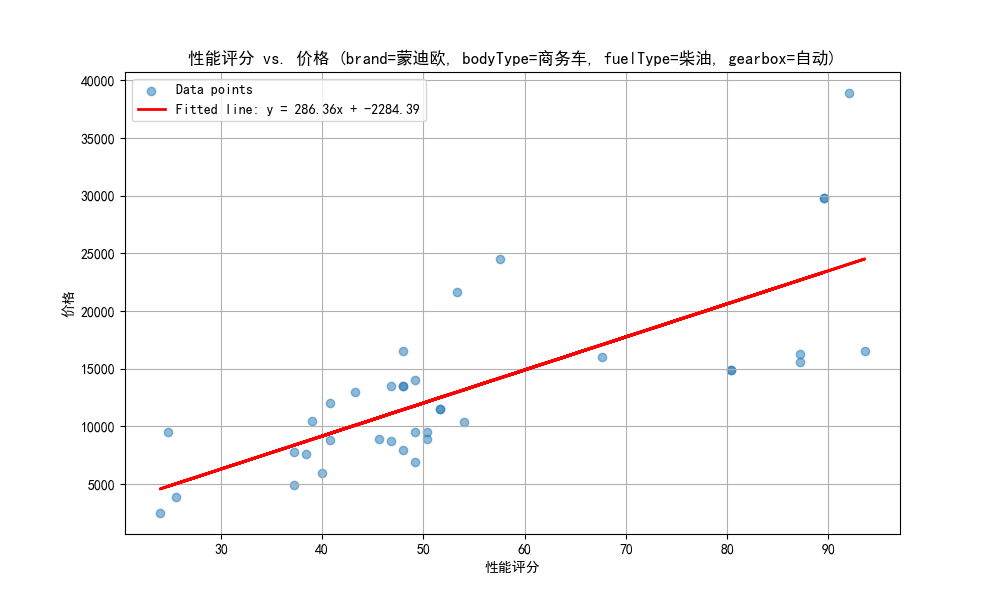 性能评分 vs. 价格 (brand=蒙迪欧, bodyType=商务车, fuelType=柴油, gearbox=自动)
Data points
Fitted line: y = 286.36x + -2284.39
40000
35000
30000
25000
20000
15000
10000
5000
价格
30 40 50 60 70 80 90
性能评分